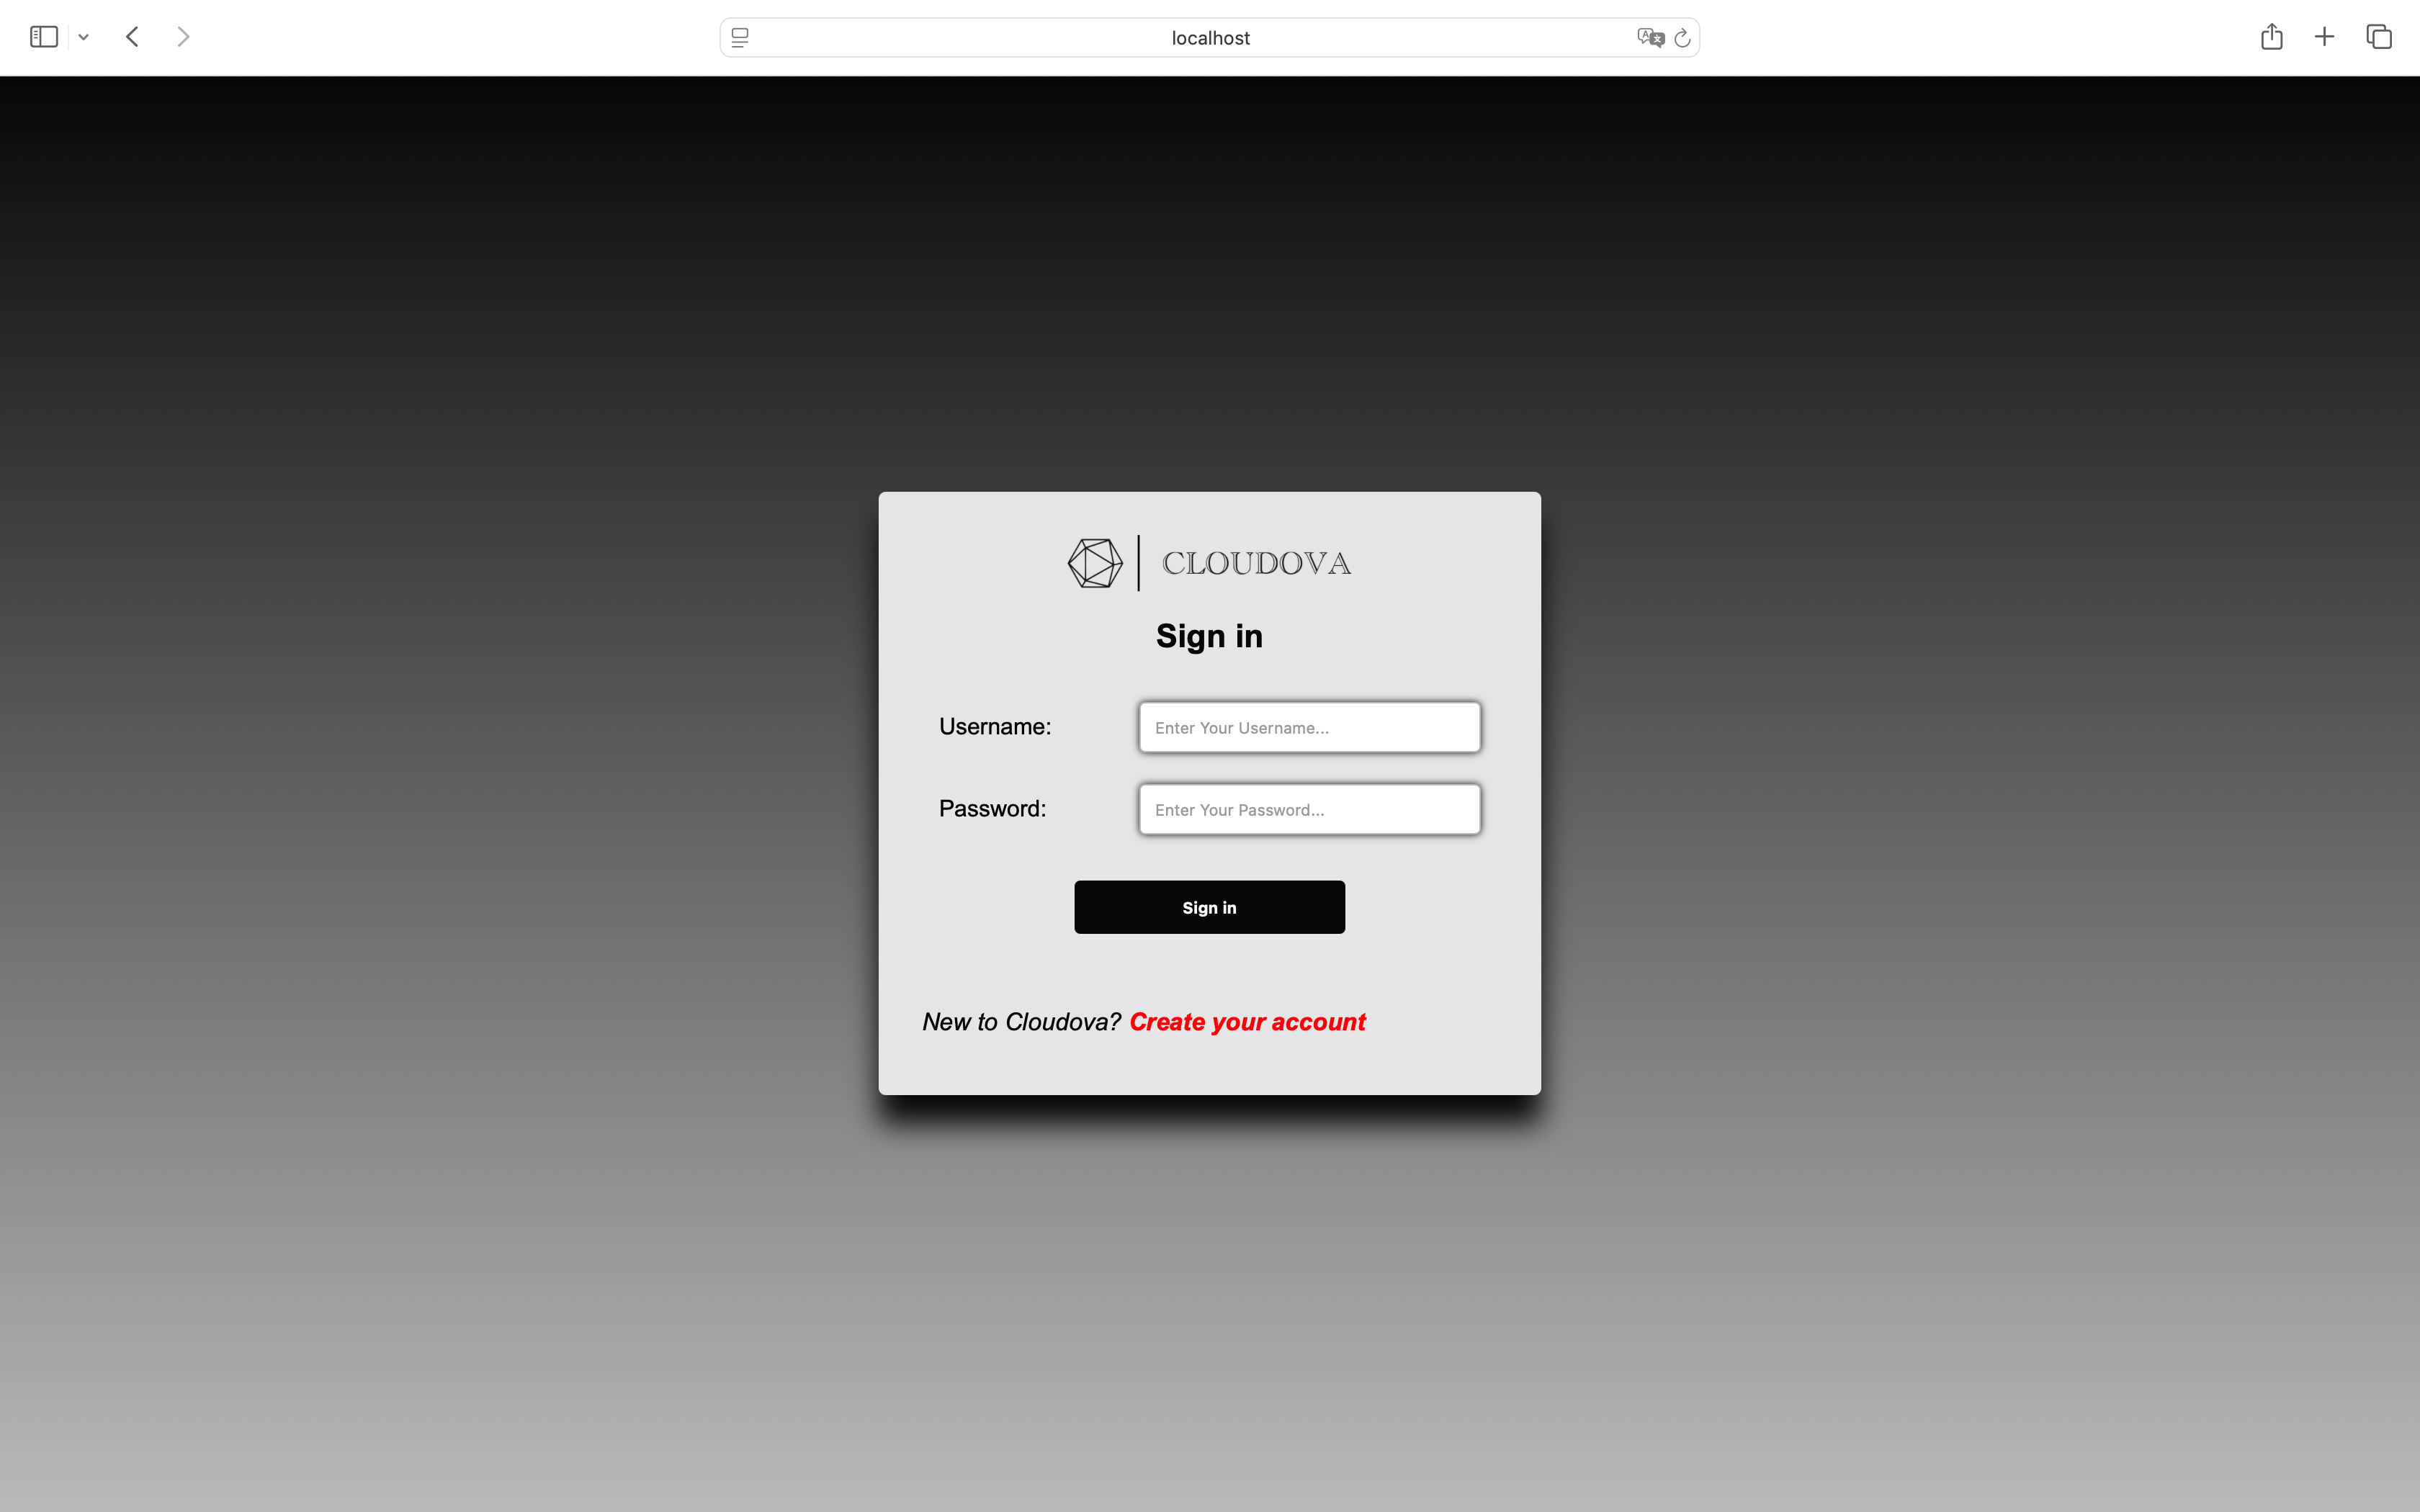 localhost
CLOUDOVA
Sign in
Username:
Enter Your Username...
Password:
Enter Your Password...
Sign in
New to Cloudova? Create your account